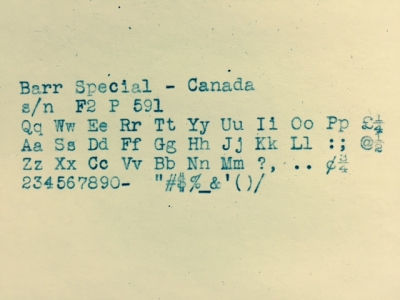 Barr Special - Canada
s/n F2 P 591
Qq Ww Ee Rr Tt Yy Uu Ii Oo Pp £¼
Aa Ss Dd Ff Gg Hh Jj Kk Ll :; @½
Zz Xx Cc Vv Bb Nn Mm ?, .. ¢¾
234567890- "#$%_&'()/